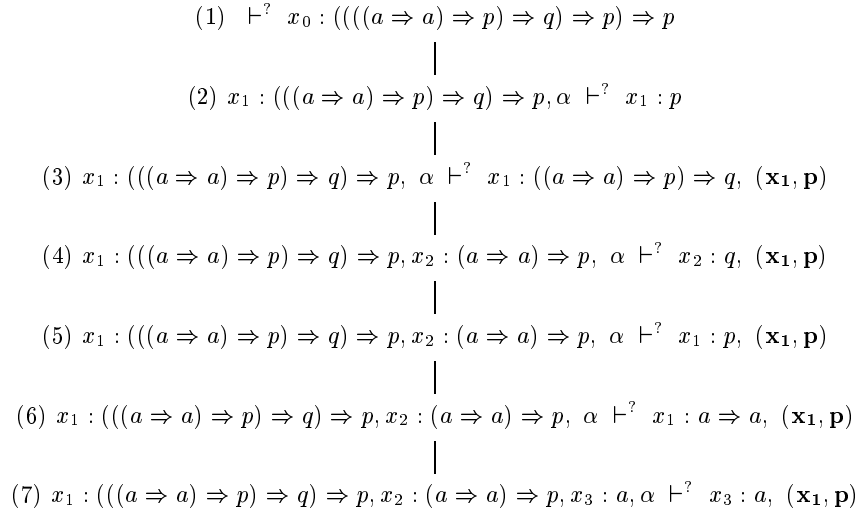 (1) ⊢? x₀ : ((((a ⇒ a) ⇒ p) ⇒ q) ⇒ p) ⇒ p
(2) x₁ : (((a ⇒ a) ⇒ p) ⇒ q) ⇒ p, α ⊢? x₁ : p
(3) x₁ : (((a ⇒ a) ⇒ p) ⇒ q) ⇒ p, α ⊢? x₁ : ((a ⇒ a) ⇒ p) ⇒ q, (x₁, p)
(4) x₁ : (((a ⇒ a) ⇒ p) ⇒ q) ⇒ p, x₂ : (a ⇒ a) ⇒ p, α ⊢? x₂ : q, (x₁, p)
(5) x₁ : (((a ⇒ a) ⇒ p) ⇒ q) ⇒ p, x₂ : (a ⇒ a) ⇒ p, α ⊢? x₁ : p, (x₁, p)
(6) x₁ : (((a ⇒ a) ⇒ p) ⇒ q) ⇒ p, x₂ : (a ⇒ a) ⇒ p, α ⊢? x₁ : a ⇒ a, (x₁, p)
(7) x₁ : (((a ⇒ a) ⇒ p) ⇒ q) ⇒ p, x₂ : (a ⇒ a) ⇒ p, x₃ : a, α ⊢? x₃ : a, (x₁, p)